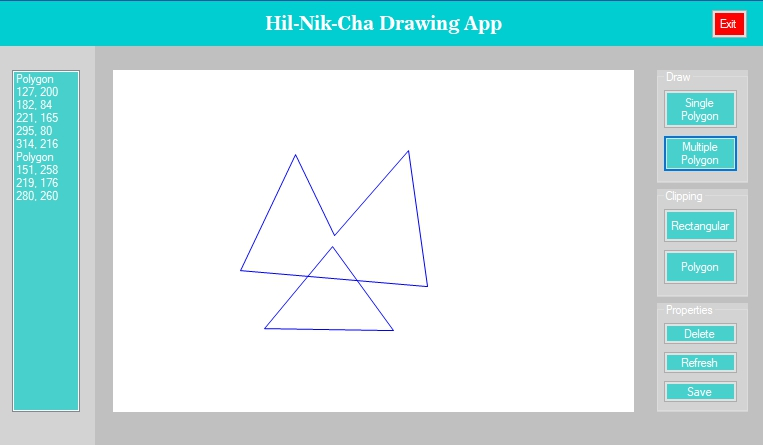 Hil-Nik-Cha Drawing App
Exit
Polygon
127, 200
182, 84
221, 165
295, 80
314, 216
Polygon
151, 258
219, 176
280, 260
Draw
Single
Polygon
Multiple
Polygon
Clipping
Rectangular
Polygon
Properties
Delete
Refresh
Save